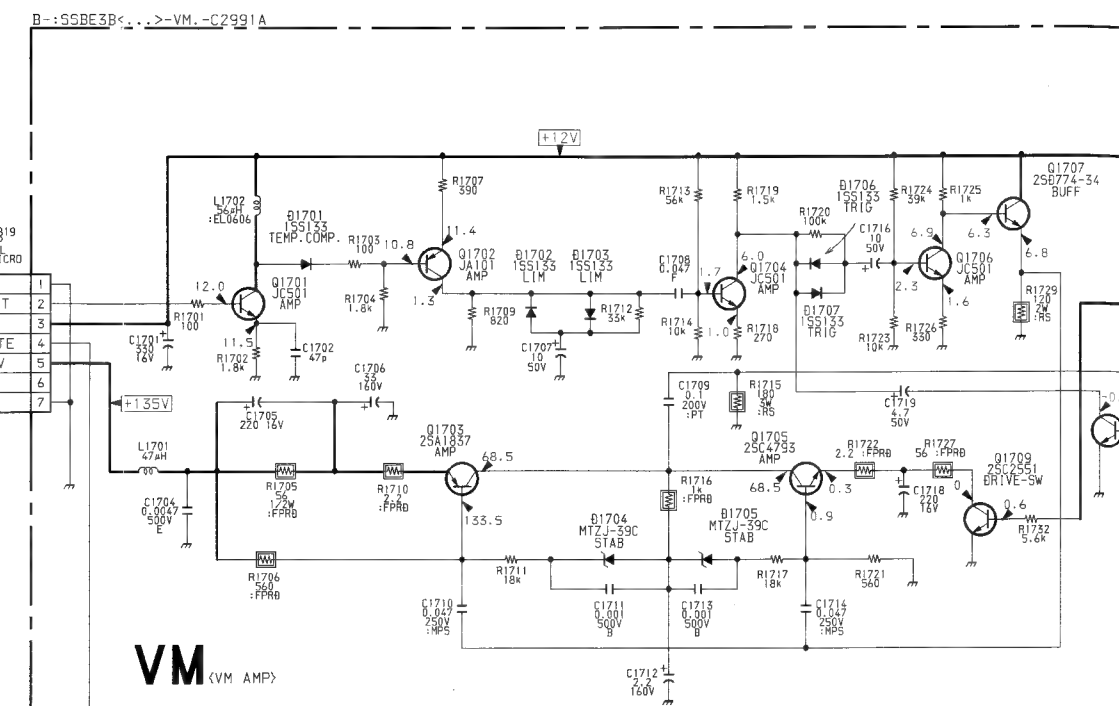 B-:SSBE3B<...>-VM.-C2991A
+12V
L1702
56µH
:EL0606
D1701
1SS133
TEMP.COMP.
R1703
100
R1704
1.8k
10.8
R1707
390
11.4
Q1702
JA101
AMP
1.3
R1709
820
D1702
1SS133
LIM
D1703
1SS133
LIM
C1707
10
50V
R1712
33k
C1708
0.047
F
R1713
56k
R1714
10k
1.7
R1719
1.5k
6.0
Q1704
JC501
AMP
1.0
R1718
270
R1720
100k
D1706
1SS133
TRIG
C1716
10
50V
D1707
1SS133
TRIG
R1724
39k
R1723
10k
2.3
R1725
1k
6.9
Q1706
JC501
AMP
1.6
R1726
330
6.3
Q1707
2SD774-34
BUFF
6.8
R1729
120
2W
:RS
819
L
CRO
1
T
2
3
TE
4
V
5
6
7
12.0
R1701
100
Q1701
JC501
AMP
11.5
R1702
1.8k
C1702
47p
C1701
330
16V
+135V
C1705
220 16V
C1706
33
160V
L1701
47µH
C1704
0.0047
500V
E
R1705
56
1/2W
:FPRD
R1710
2.2
:FPRD
Q1703
2SA1837
AMP
68.5
133.5
R1706
560
:FPRD
R1711
18k
C1710
0.047
250V
:MPS
D1704
MTZJ-39C
STAB
D1705
MTZJ-39C
STAB
C1711
0.001
500V
B
C1713
0.001
500V
B
C1712
2.2
160V
C1709
0.1
200V
:PT
R1715
180
3W
:RS
R1716
1k
:FPRD
Q1705
2SC4793
AMP
68.5
0.3
0.9
R1717
18k
R1721
560
C1714
0.047
250V
:MPS
C1719
4.7
50V
R1722
2.2 :FPRD
R1727
56 :FPRD
C1718
220
16V
Q1709
2SC2551
DRIVE-SW
0
0.6
R1732
5.6k
VM <VM AMP>